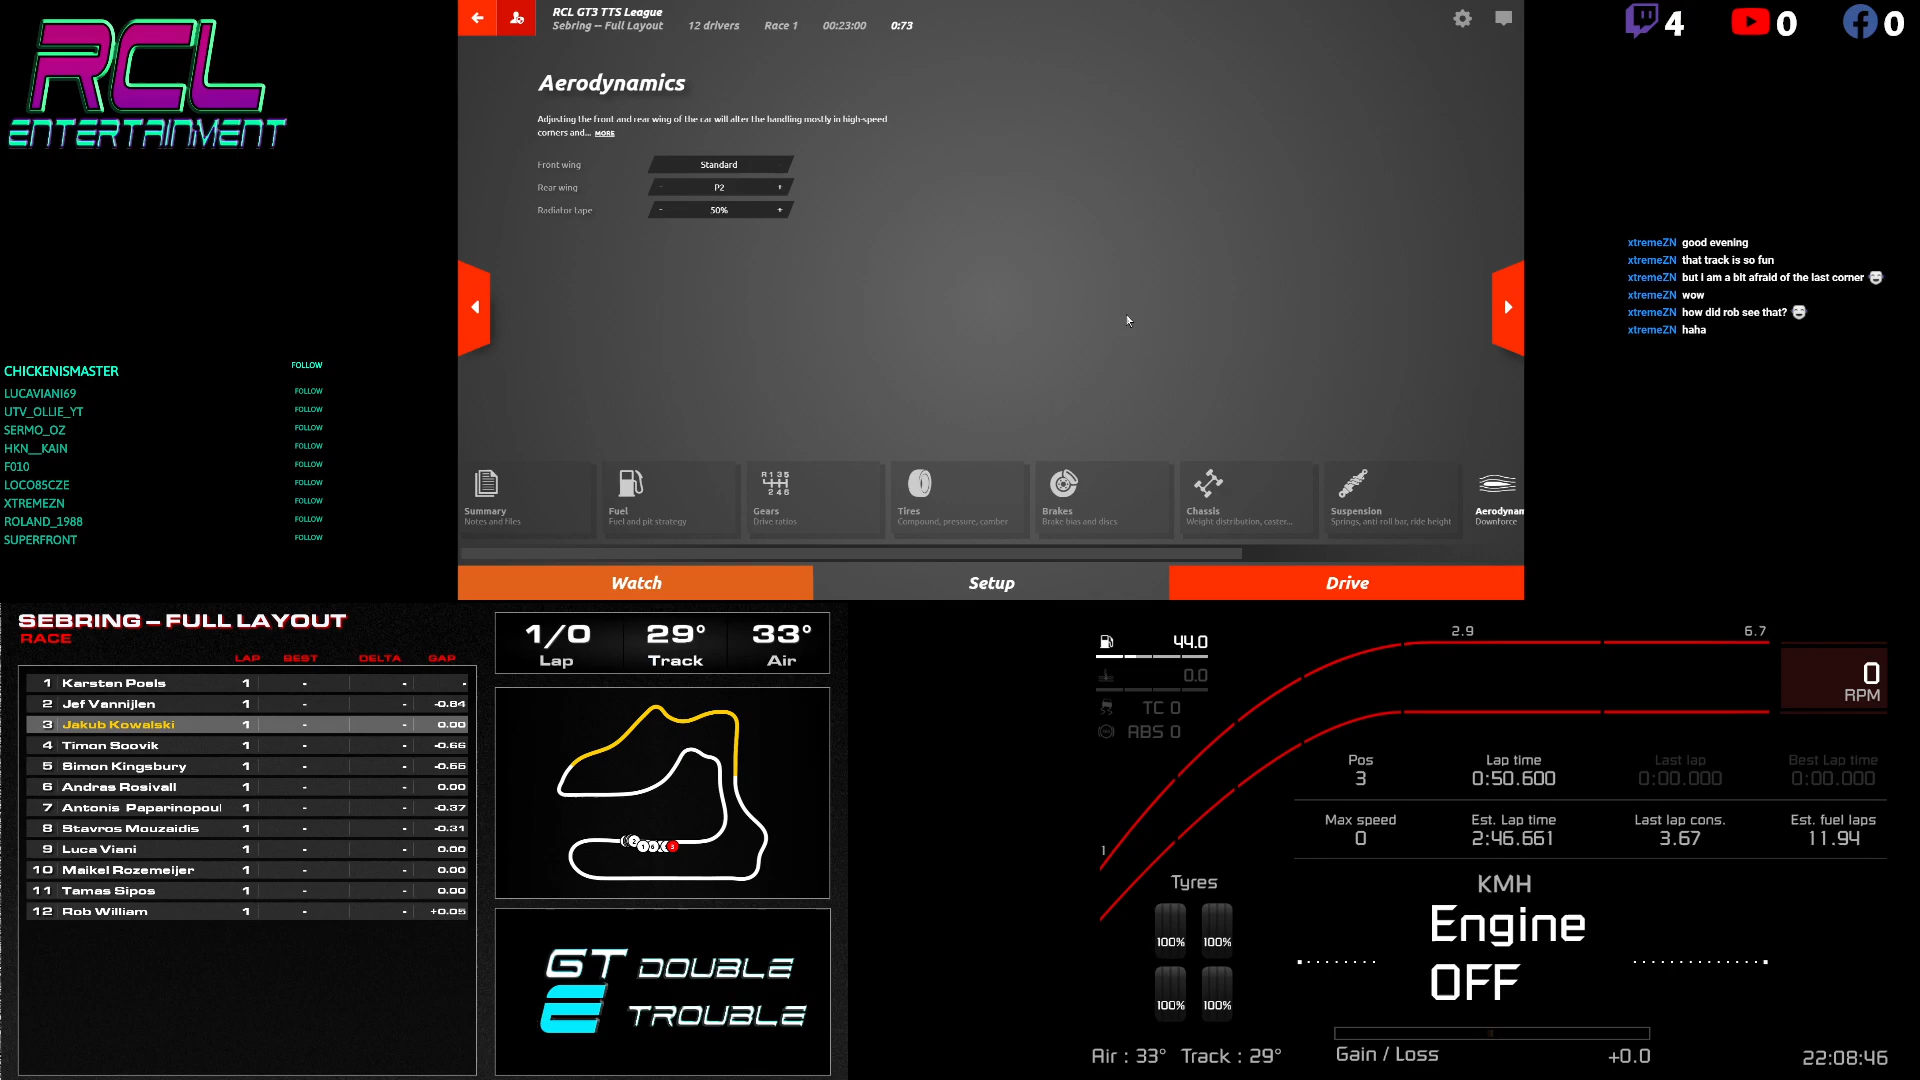 RCL
ENTERTAINMENT
CHICKENISMASTER FOLLOW
LUCAVIANI69 FOLLOW
UTV_OLLIE_YT FOLLOW
SERMO_OZ FOLLOW
HKN__KAIN FOLLOW
F010 FOLLOW
LOCO85CZE FOLLOW
XTREMEZN FOLLOW
ROLAND_1988 FOLLOW
SUPERFRONT FOLLOW
RCL GT3 TTS League
Sebring – Full Layout 12 drivers Race 1 00:23:00 0:73
Aerodynamics
Adjusting the front and rear wing of the car will alter the handling mostly in high-speed
corners and... MORE
Front wing Standard
Rear wing - P2 +
Radiator tape - 50% +
Summary
Notes and files
Fuel
Fuel and pit strategy
R 1 3 5
2 4 6
Gears
Drive ratios
Tires
Compound, pressure, camber
Brakes
Brake bias and discs
Chassis
Weight distribution, caster...
Suspension
Springs, anti roll bar, ride height
Aerodynam
Downforce
Watch Setup Drive
4 0 0
xtremeZN good evening
xtremeZN that track is so fun
xtremeZN but i am a bit afraid of the last corner
xtremeZN wow
xtremeZN how did rob see that?
xtremeZN haha
SEBRING – FULL LAYOUT
RACE
LAP BEST DELTA GAP
1 Karsten Poels 1 - - -
2 Jef Vannijlen 1 - - -0.84
3 Jakub Kowalski 1 - - 0.00
4 Timon Soovik 1 - - -0.66
5 Simon Kingsbury 1 - - -0.55
6 Andras Rosivall 1 - - 0.00
7 Antonis Paparinopoul 1 - - -0.37
8 Stavros Mouzaidis 1 - - -0.31
9 Luca Viani 1 - - 0.00
10 Maikel Rozemeijer 1 - - 0.00
11 Tamas Sipos 1 - - 0.00
12 Rob William 1 - - +0.05
1/0 29° 33°
Lap Track Air
GT DOUBLE
E TROUBLE
44.0
0.0
TC 0
ABS 0
1 2.9 6.7
0
RPM
Pos Lap time Last lap Best Lap time
3 0:50.600 0:00.000 0:00.000
Max speed Est. Lap time Last lap cons. Est. fuel laps
0 2:46.661 3.67 11.94
Tyres
100% 100%
100% 100%
KMH
Engine
OFF
Air : 33° Track : 29°
Gain / Loss +0.0
22:08:46